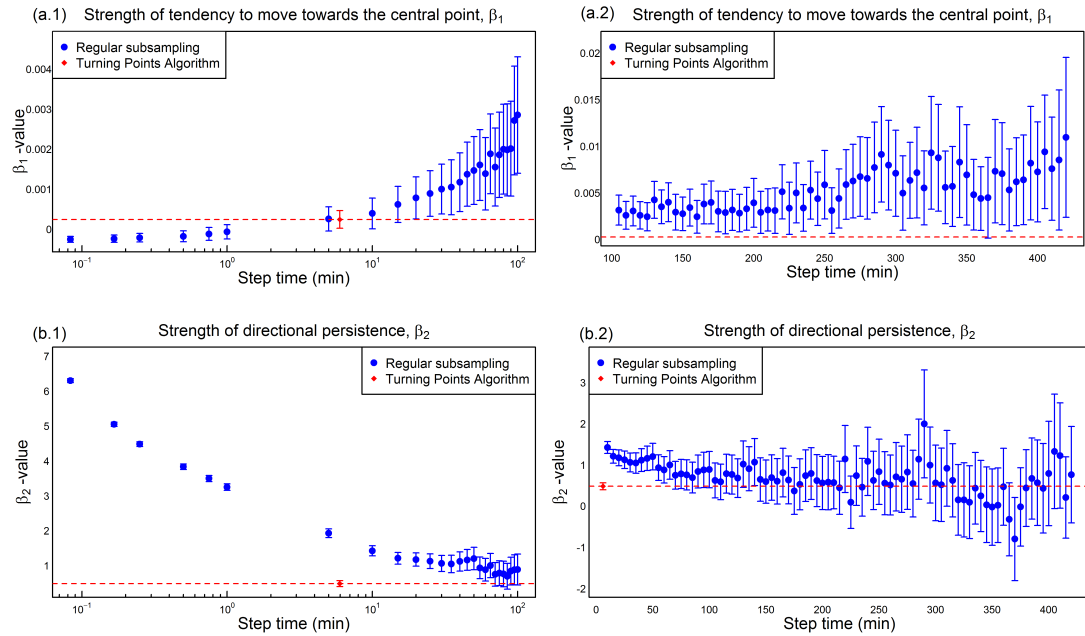 (a.1) Strength of tendency to move towards the central point, β₁
0.004
0.003
0.002
0.001
0
β₁ -value
Regular subsampling
Turning Points Algorithm
10⁻¹ 10⁰ 10¹ 10²
Step time (min)
(a.2) Strength of tendency to move towards the central point, β₁
0.02
0.015
0.01
0.005
0
β₁ -value
Regular subsampling
Turning Points Algorithm
100 150 200 250 300 350 400
Step time (min)
(b.1) Strength of directional persistence, β₂
7
6
5
4
3
2
1
β₂ -value
Regular subsampling
Turning Points Algorithm
10⁻¹ 10⁰ 10¹ 10²
Step time (min)
(b.2) Strength of directional persistence, β₂
3
2
1
0
-1
-2
β₂ -value
Regular subsampling
Turning Points Algorithm
0 50 100 150 200 250 300 350 400
Step time (min)